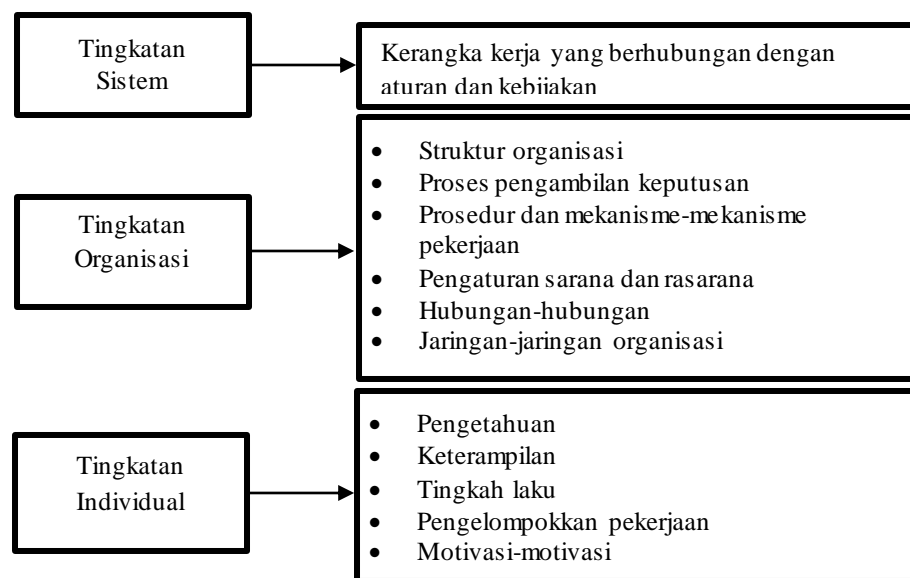 Tingkatan
Sistem
Kerangka kerja yang berhubungan dengan
aturan dan kebijakan
Tingkatan
Organisasi
• Struktur organisasi
• Proses pengambilan keputusan
• Prosedur dan mekanisme-mekanisme
pekerjaan
• Pengaturan sarana dan rasarana
• Hubungan-hubungan
• Jaringan-jaringan organisasi
Tingkatan
Individual
• Pengetahuan
• Keterampilan
• Tingkah laku
• Pengelompokkan pekerjaan
• Motivasi-motivasi